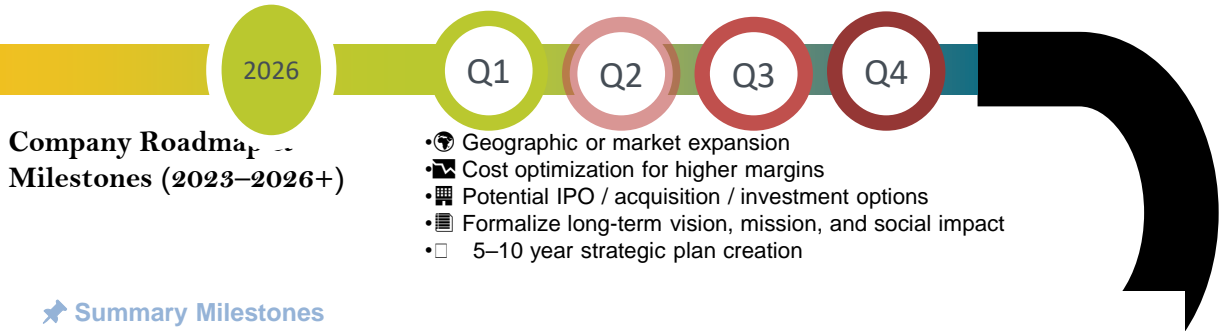 2026
Q1
Q2
Q3
Q4
Company Roadmap &
Milestones (2023–2026+)
•🌍 Geographic or market expansion
•📉 Cost optimization for higher margins
•🏢 Potential IPO / acquisition / investment options
•📃 Formalize long-term vision, mission, and social impact
•□ 5–10 year strategic plan creation
📌 Summary Milestones